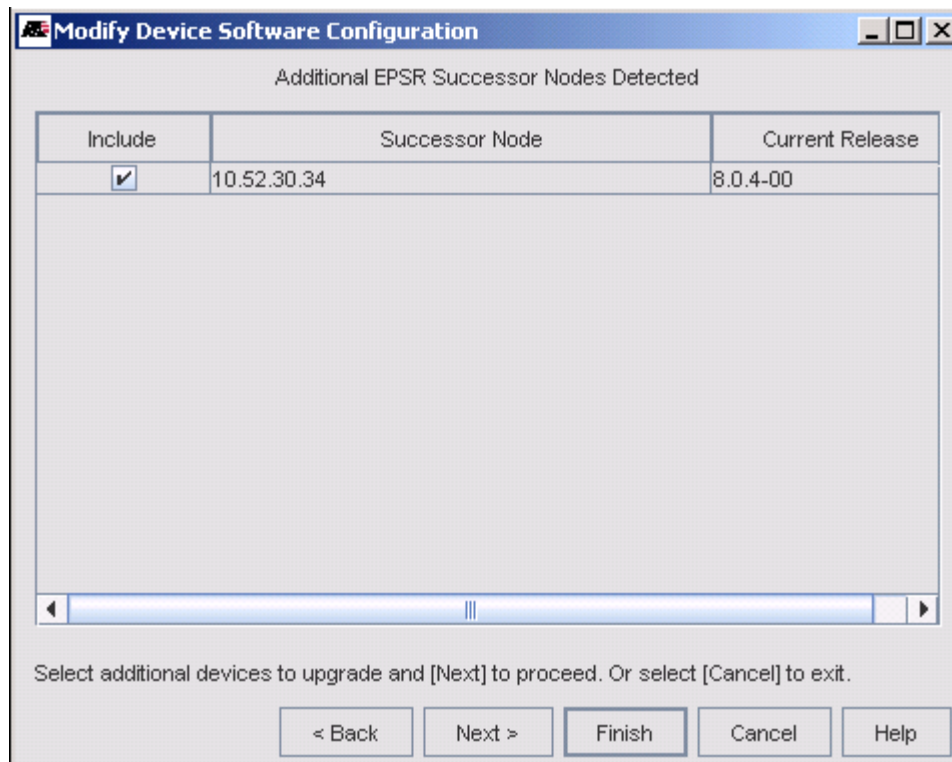 Modify Device Software Configuration
Additional EPSR Successor Nodes Detected
Include Successor Node Current Release
10.52.30.34 8.0.4-00
Select additional devices to upgrade and [Next] to proceed. Or select [Cancel] to exit.
< Back Next > Finish Cancel Help